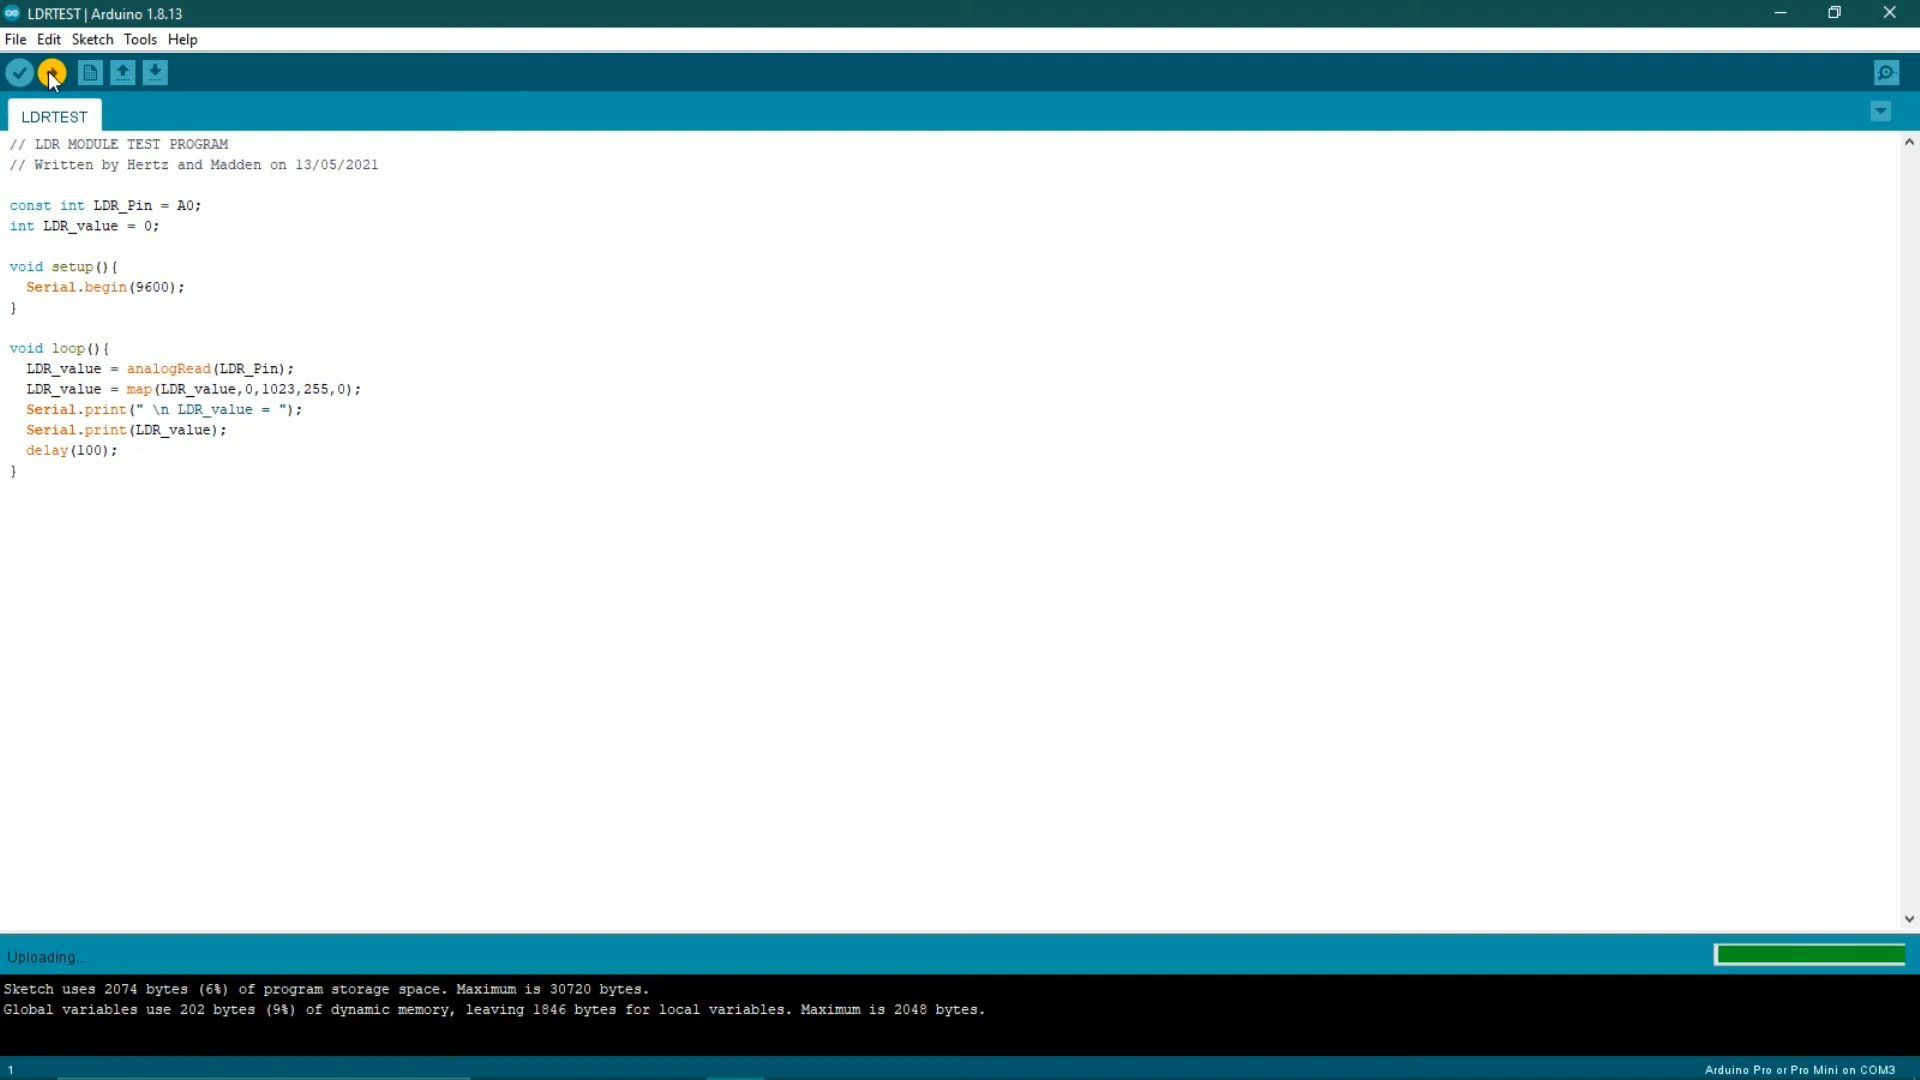 LDRTEST | Arduino 1.8.13
File Edit Sketch Tools Help
LDRTEST
// LDR MODULE TEST PROGRAM
// Written by Hertz and Madden on 13/05/2021
const int LDR_Pin = A0;
int LDR_value = 0;
void setup(){
Serial.begin(9600);
}
void loop(){
LDR_value = analogRead(LDR_Pin);
LDR_value = map(LDR_value,0,1023,255,0);
Serial.print(" \n LDR_value = ");
Serial.print(LDR_value);
delay(100);
}
Uploading...
Sketch uses 2074 bytes (6%) of program storage space. Maximum is 30720 bytes.
Global variables use 202 bytes (9%) of dynamic memory, leaving 1846 bytes for local variables. Maximum is 2048 bytes.
1 Arduino Pro or Pro Mini on COM3